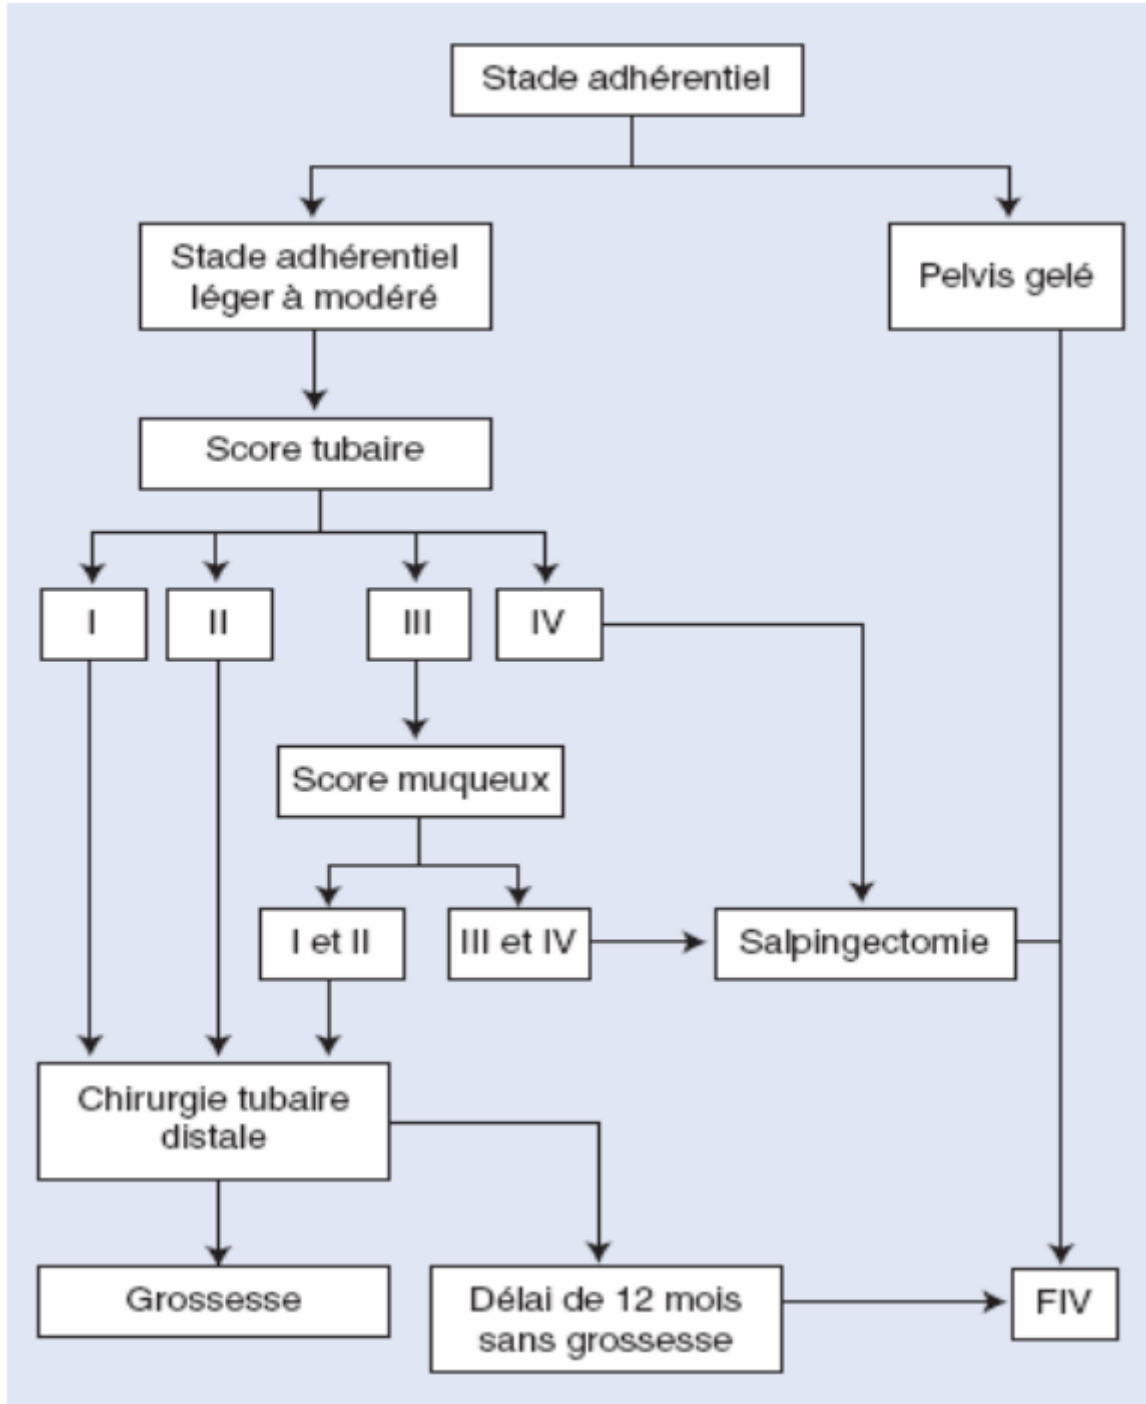 Stade adhérentiel
Stade adhérentiel
léger à modéré
Pelvis gelé
Score tubaire
I
II
III
IV
Score muqueux
I et II
III et IV
Salpingectomie
Chirurgie tubaire
distale
Grossesse
Délai de 12 mois
sans grossesse
FIV